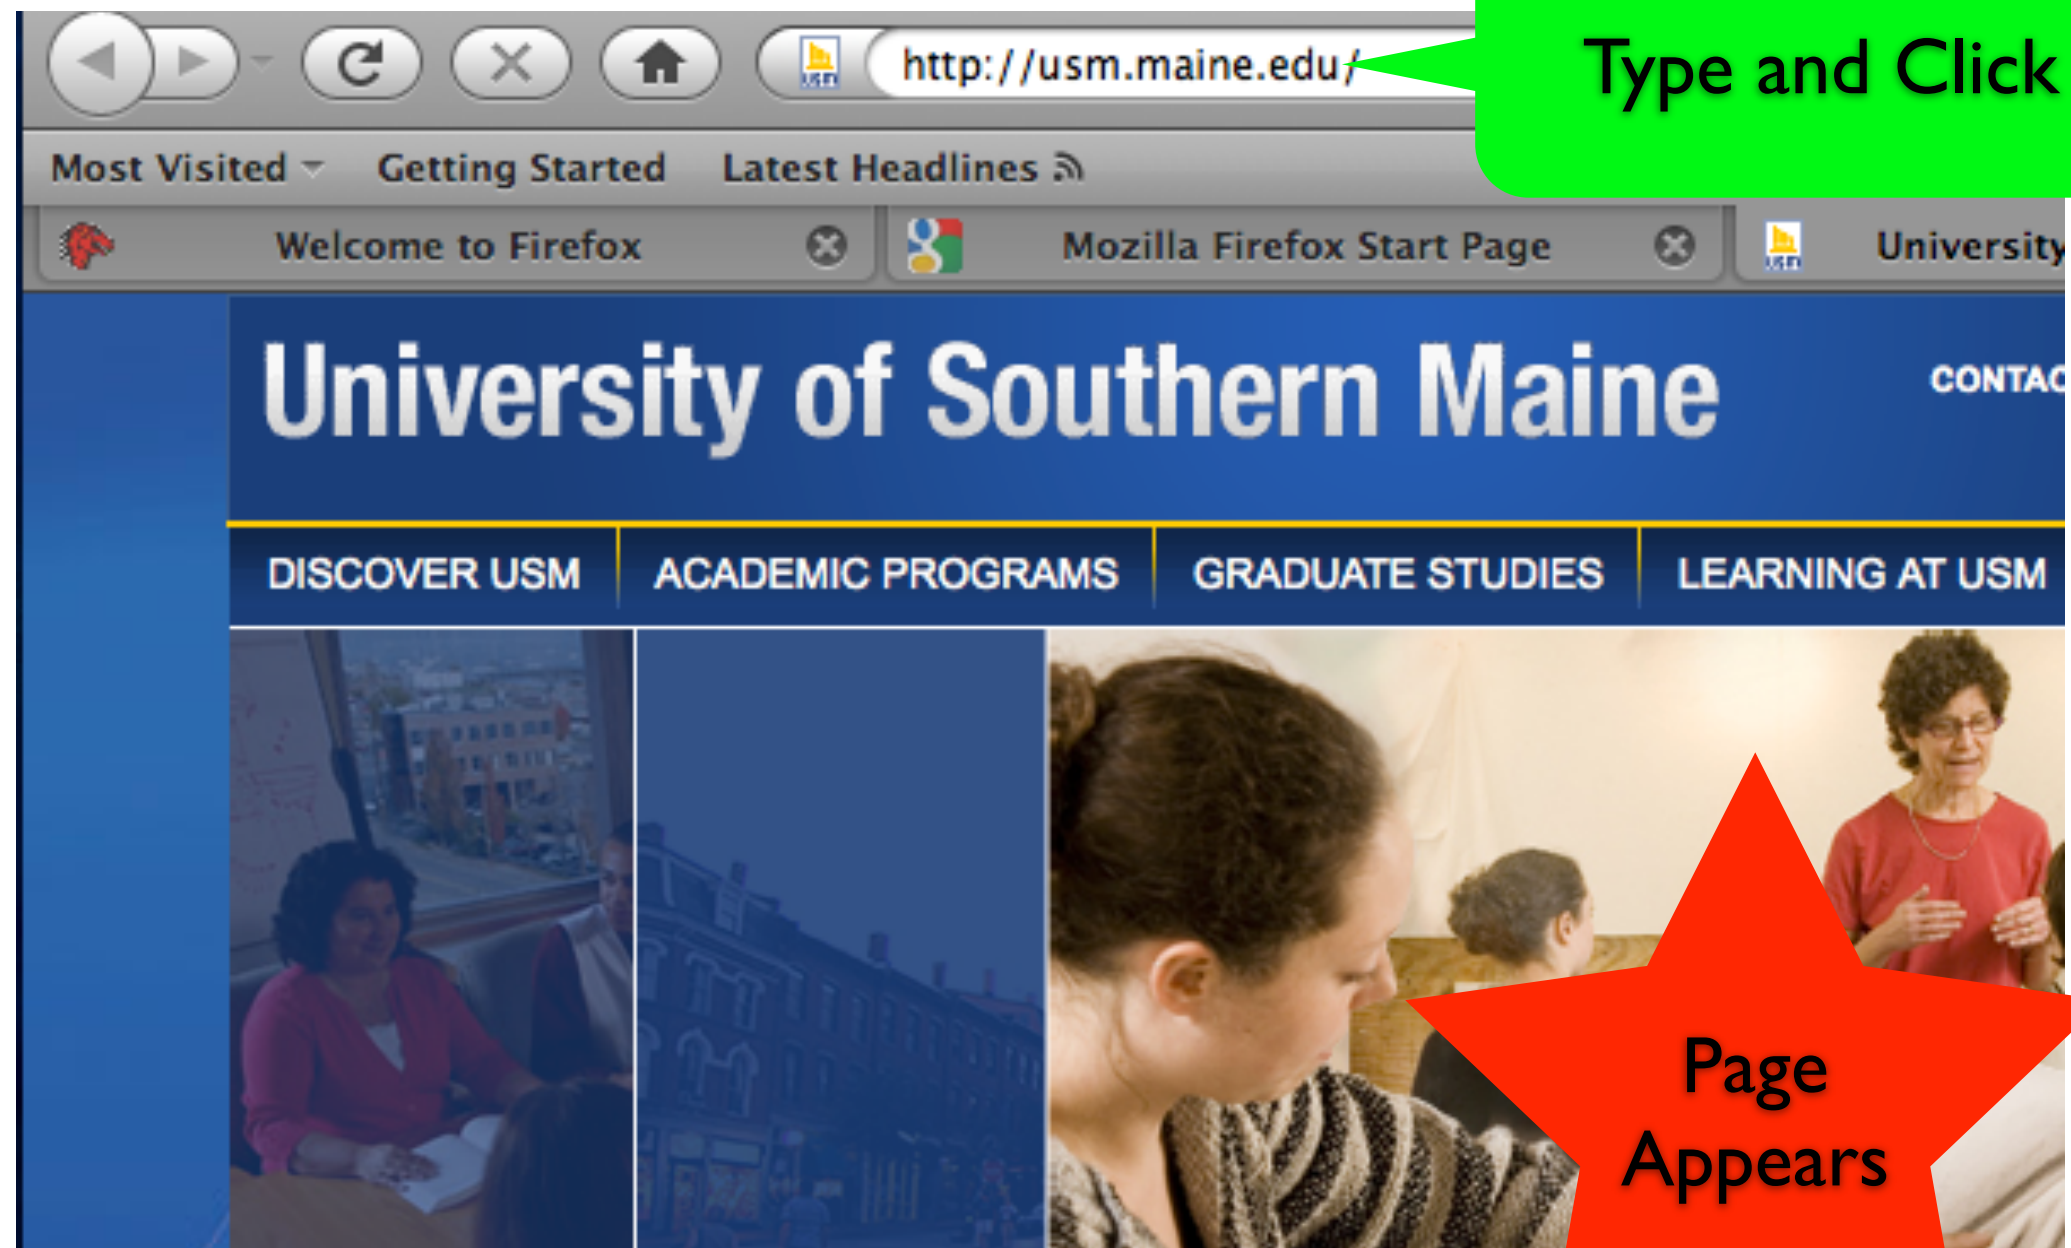 http://usm.maine.edu/
Type and Click
Most Visited Getting Started Latest Headlines
Welcome to Firefox Mozilla Firefox Start Page University
University of Southern Maine
DISCOVER USM ACADEMIC PROGRAMS GRADUATE STUDIES LEARNING AT USM
Page
Appears